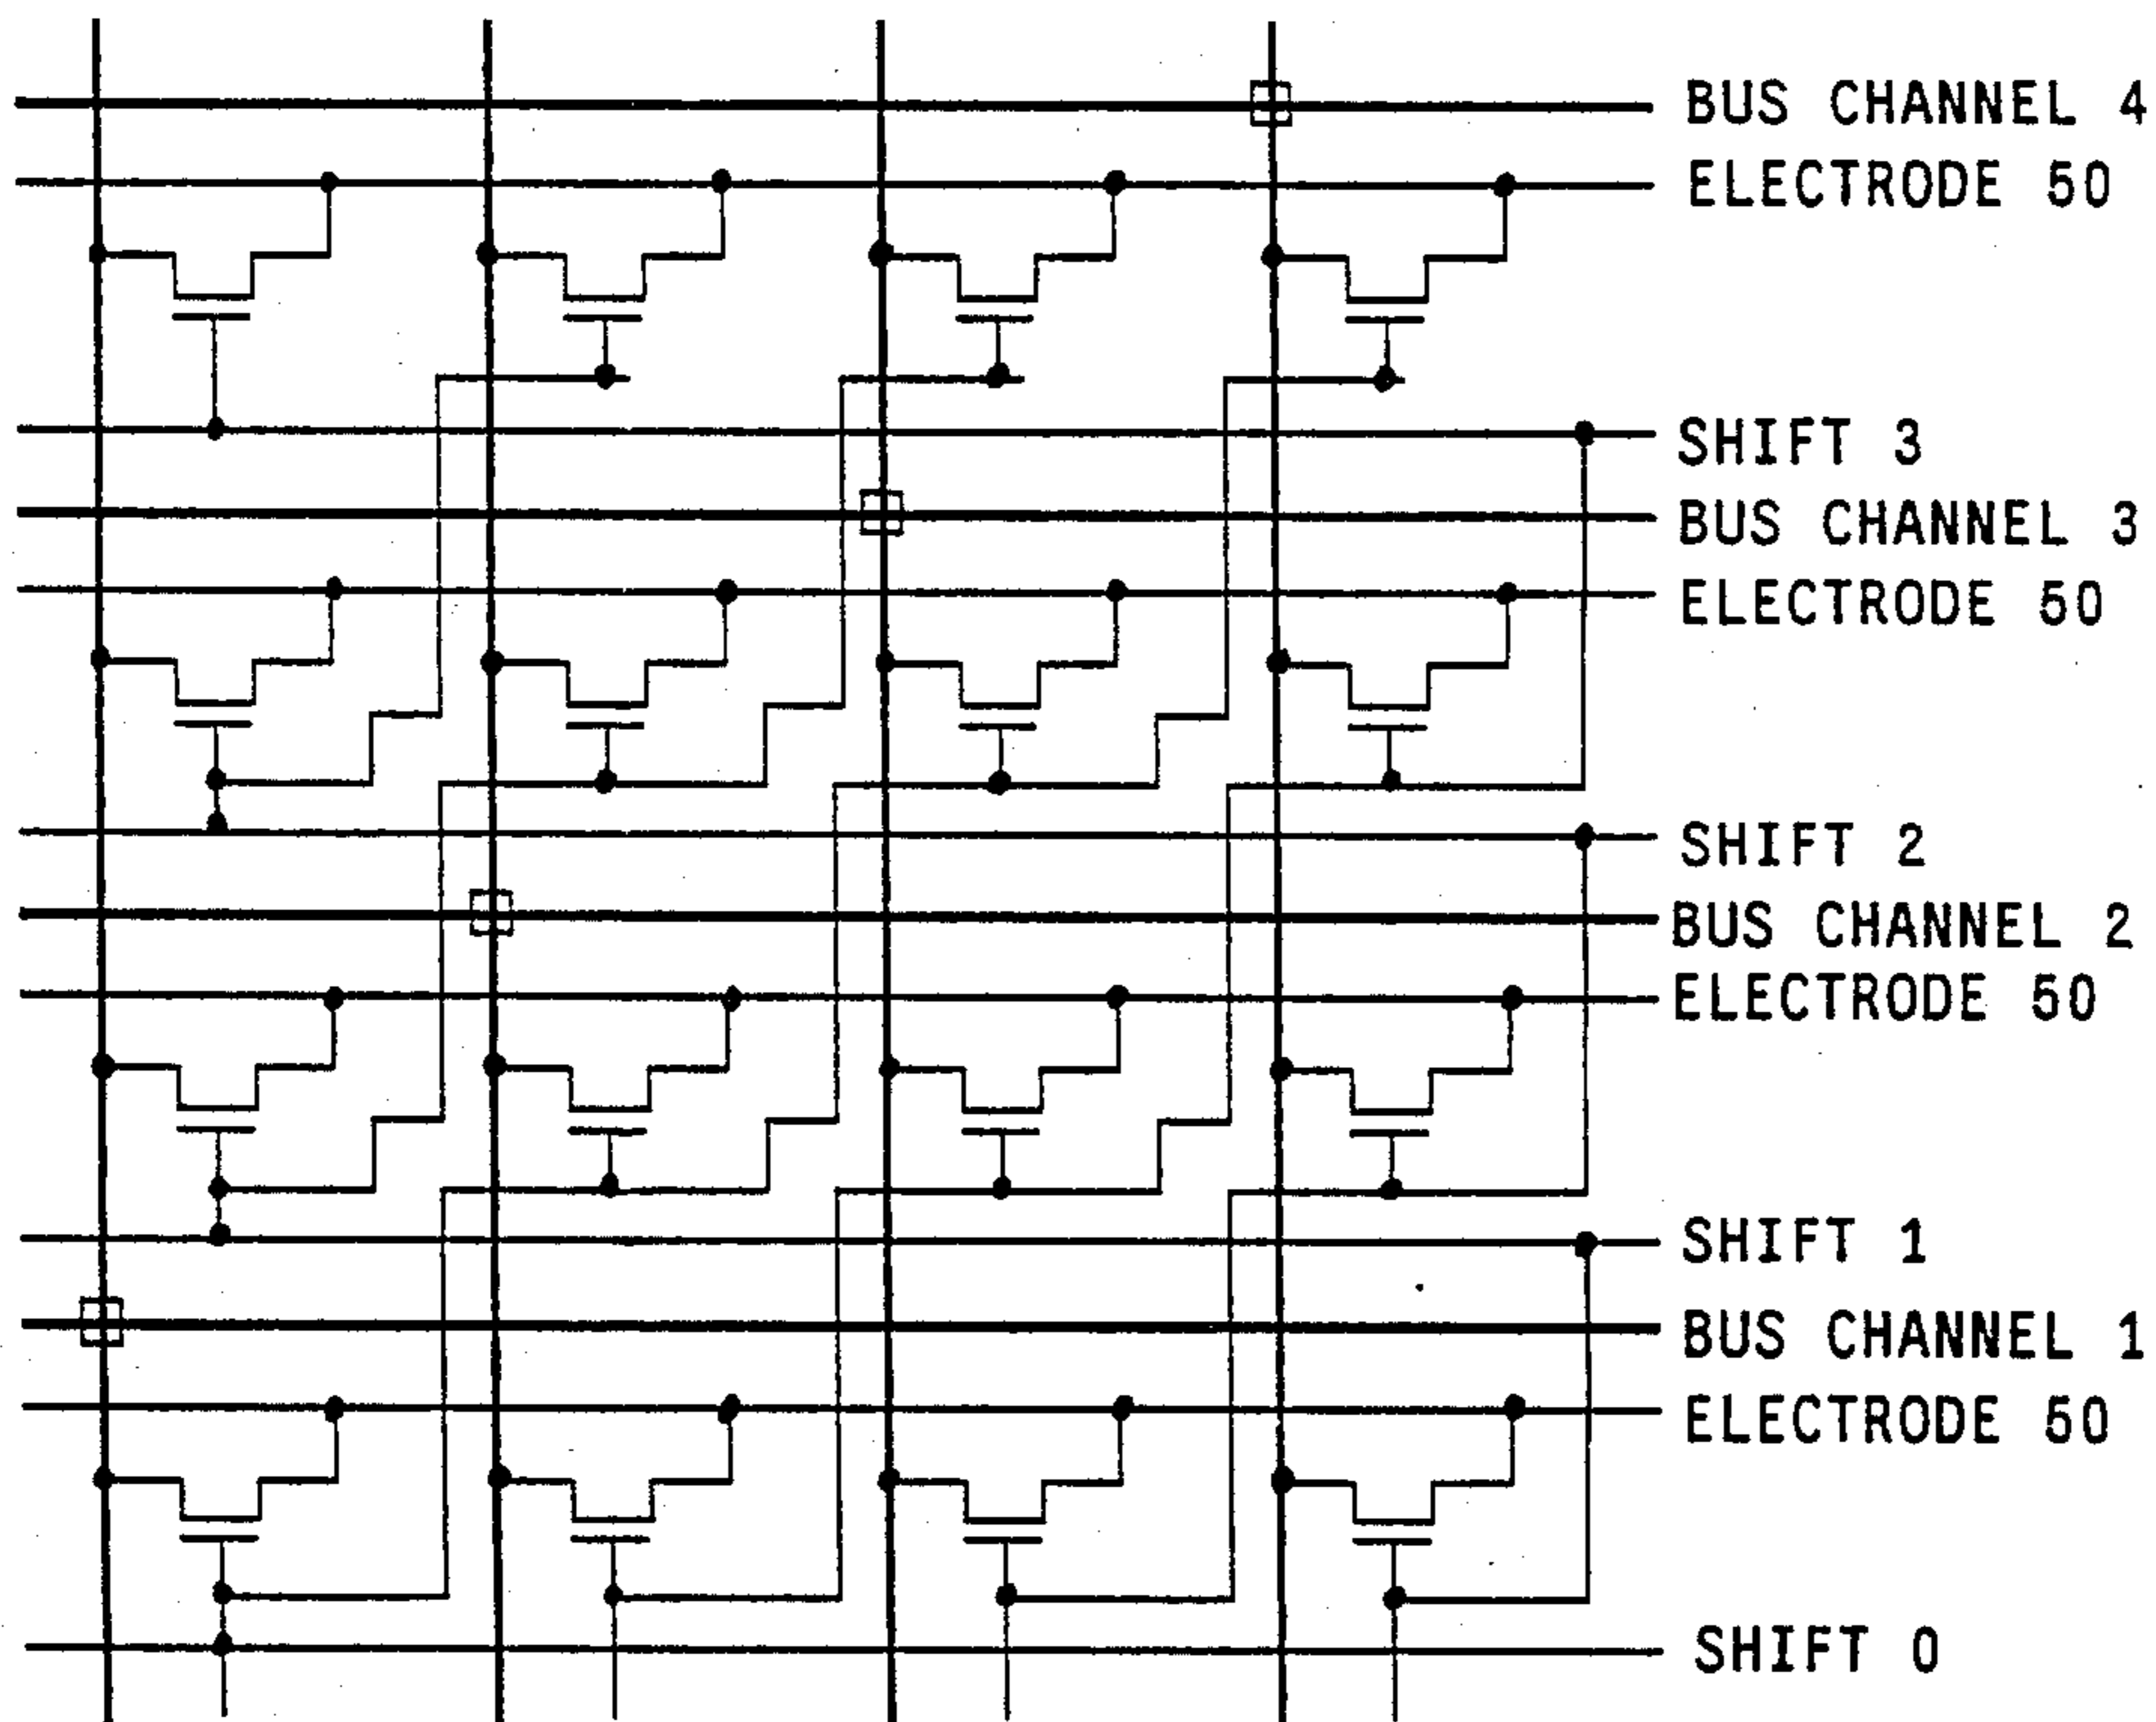 BUS CHANNEL 4
ELECTRODE 50
SHIFT 3
BUS CHANNEL 3
ELECTRODE 50
SHIFT 2
BUS CHANNEL 2
ELECTRODE 50
SHIFT 1
BUS CHANNEL 1
ELECTRODE 50
SHIFT 0